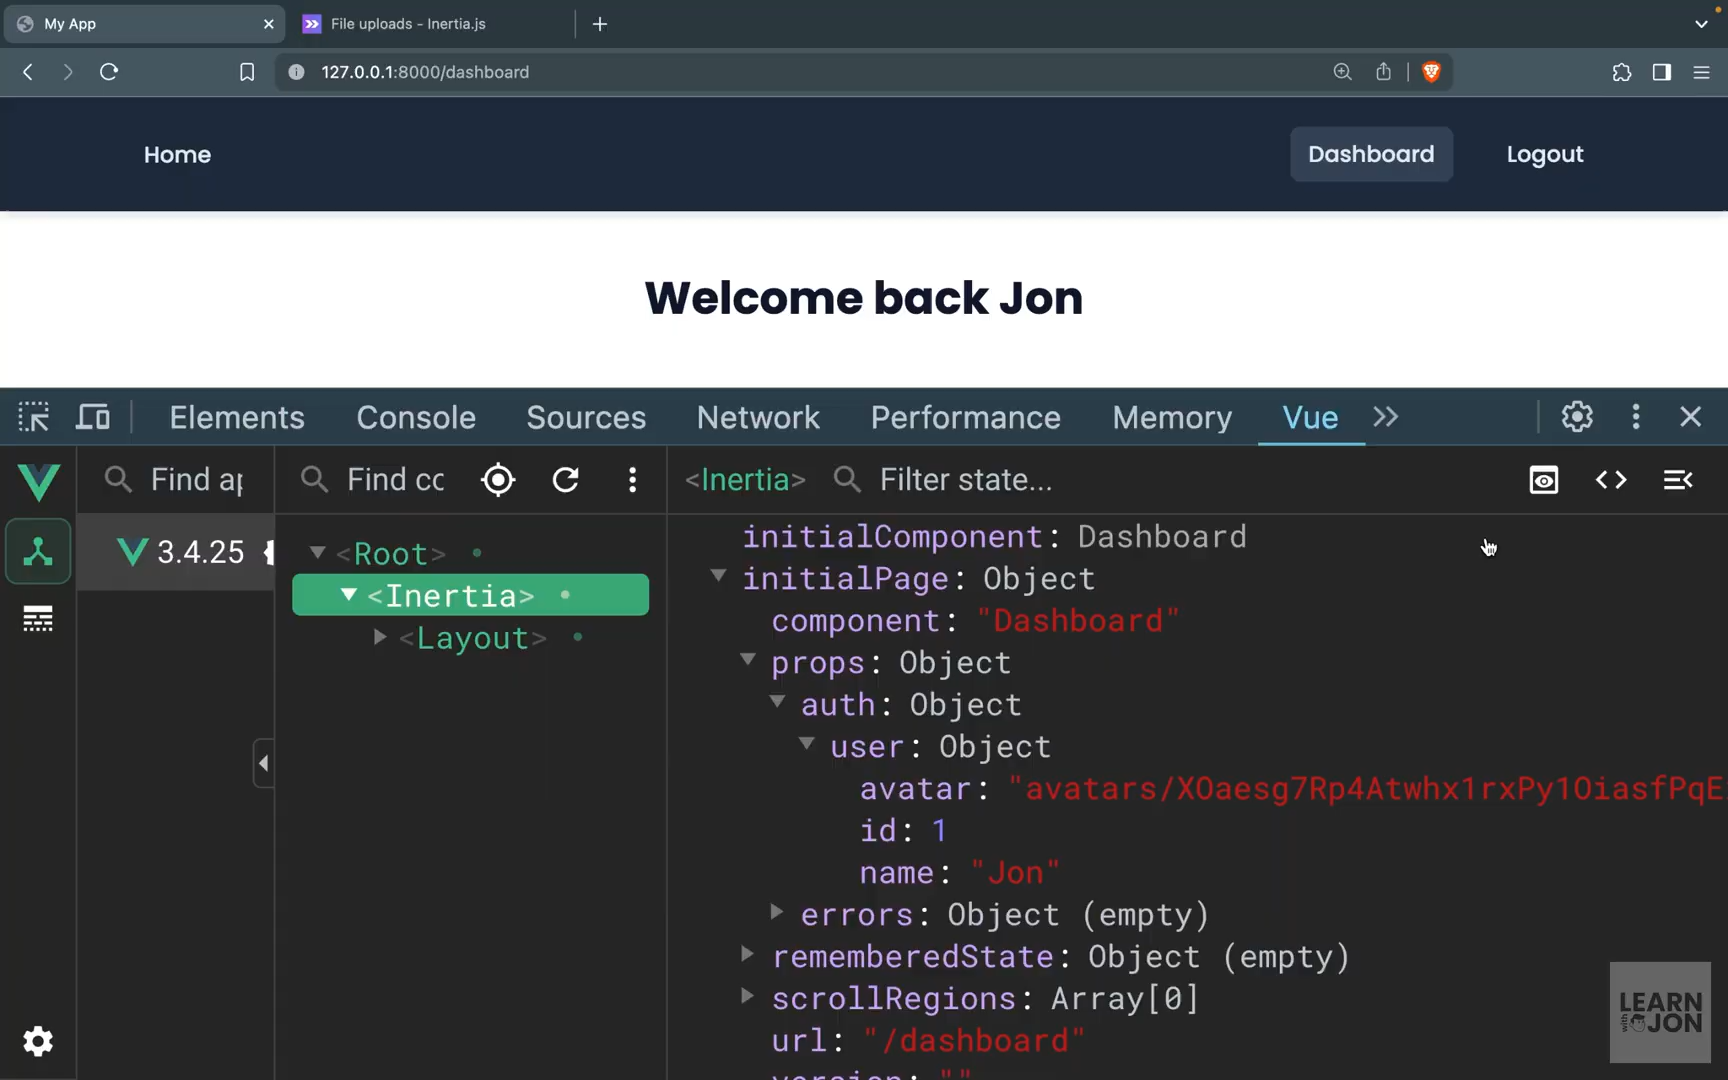 My App
File uploads - Inertia.js
127.0.0.1:8000/dashboard
Home
Dashboard
Logout
Welcome back Jon
Elements
Console
Sources
Network
Performance
Memory
Vue
Find
Find
<Inertia>
Filter state...
3.4.25
<Root>
<Inertia>
<Layout>
initialComponent: Dashboard
initialPage: Object
component: "Dashboard"
props: Object
auth: Object
user: Object
avatar: "avatars/XOaesg7Rp4Atwhx1rxPy1OiasfPqE
id: 1
name: "Jon"
errors: Object (empty)
rememberedState: Object (empty)
scrollRegions: Array[0]
url: "/dashboard"
version: ""
LEARN
with JON